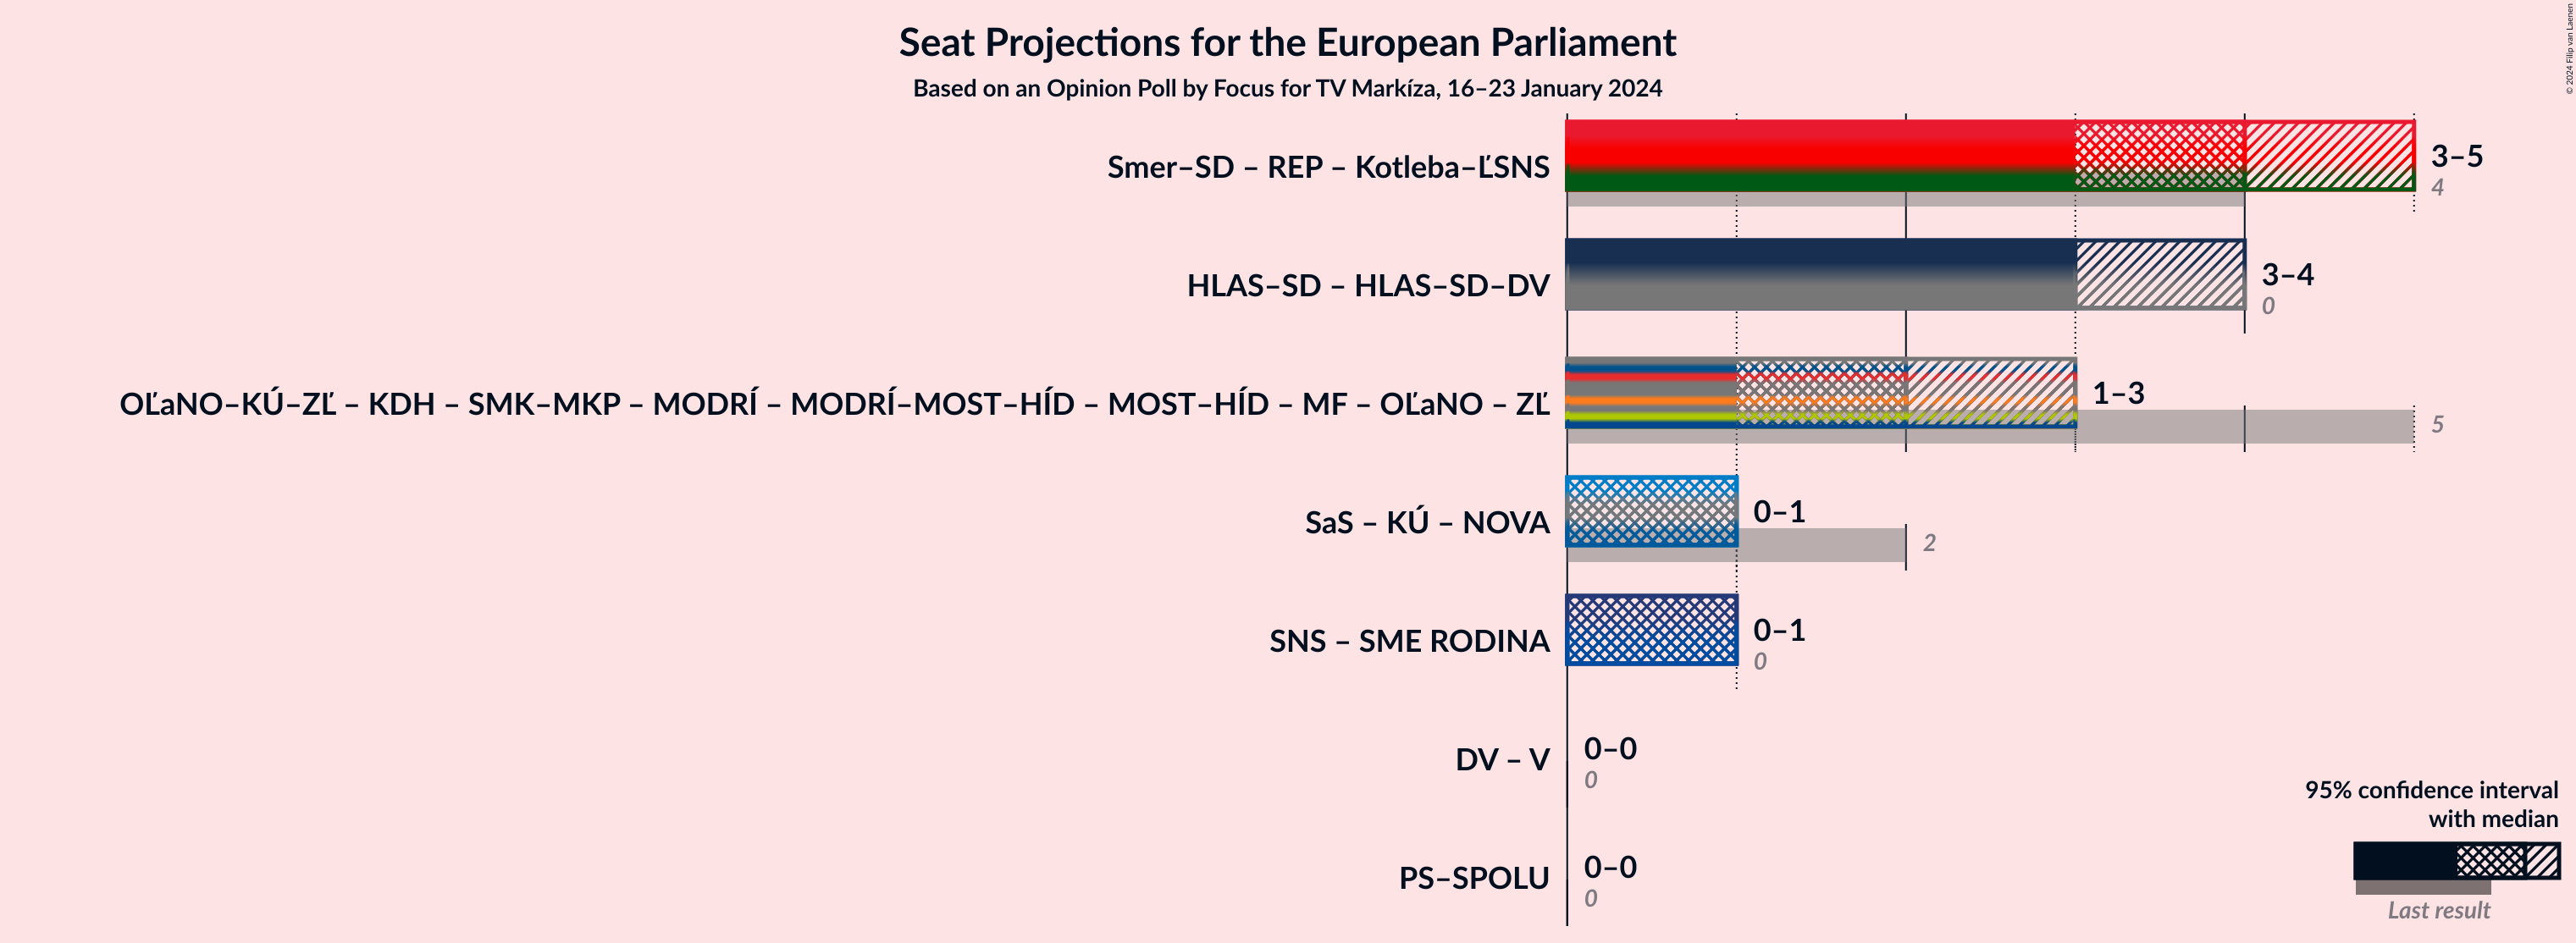 Seat Projections for the European Parliament
Based on an Opinion Poll by Focus for TV Markíza, 16–23 January 2024
© 2024 Filip van Laenen
Smer–SD – REP – Kotleba–ĽSNS
3–5
4
HLAS–SD – HLAS–SD–DV
3–4
0
OĽaNO–KÚ–ZĽ – KDH – SMK–MKP – MODRÍ – MODRÍ–MOST–HÍD – MOST–HÍD – MF – OĽaNO – ZĽ
1–3
5
SaS – KÚ – NOVA
0–1
2
SNS – SME RODINA
0–1
0
DV – V
0–0
0
PS–SPOLU
0–0
0
95% confidence interval
with median
Last result